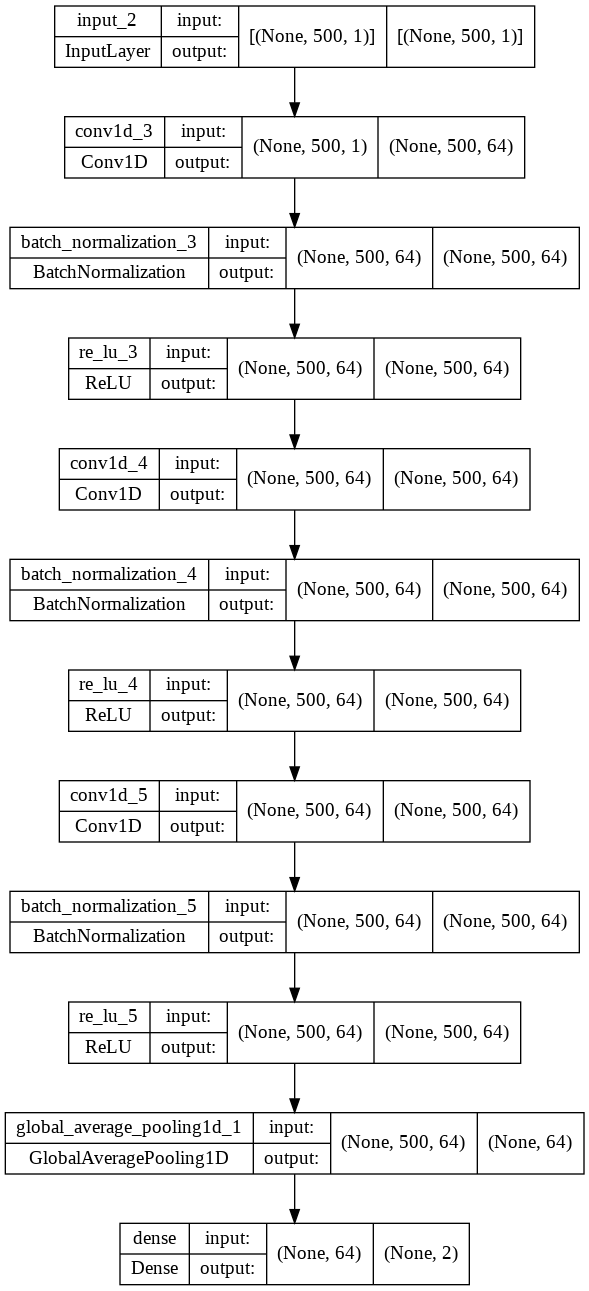 input_2 input: [(None, 500, 1)] [(None, 500, 1)]
InputLayer output:
conv1d_3 input: (None, 500, 1) (None, 500, 64)
Conv1D output:
batch_normalization_3 input: (None, 500, 64) (None, 500, 64)
BatchNormalization output:
re_lu_3 input: (None, 500, 64) (None, 500, 64)
ReLU output:
conv1d_4 input: (None, 500, 64) (None, 500, 64)
Conv1D output:
batch_normalization_4 input: (None, 500, 64) (None, 500, 64)
BatchNormalization output:
re_lu_4 input: (None, 500, 64) (None, 500, 64)
ReLU output:
conv1d_5 input: (None, 500, 64) (None, 500, 64)
Conv1D output:
batch_normalization_5 input: (None, 500, 64) (None, 500, 64)
BatchNormalization output:
re_lu_5 input: (None, 500, 64) (None, 500, 64)
ReLU output:
global_average_pooling1d_1 input: (None, 500, 64) (None, 64)
GlobalAveragePooling1D output:
dense input: (None, 64) (None, 2)
Dense output: